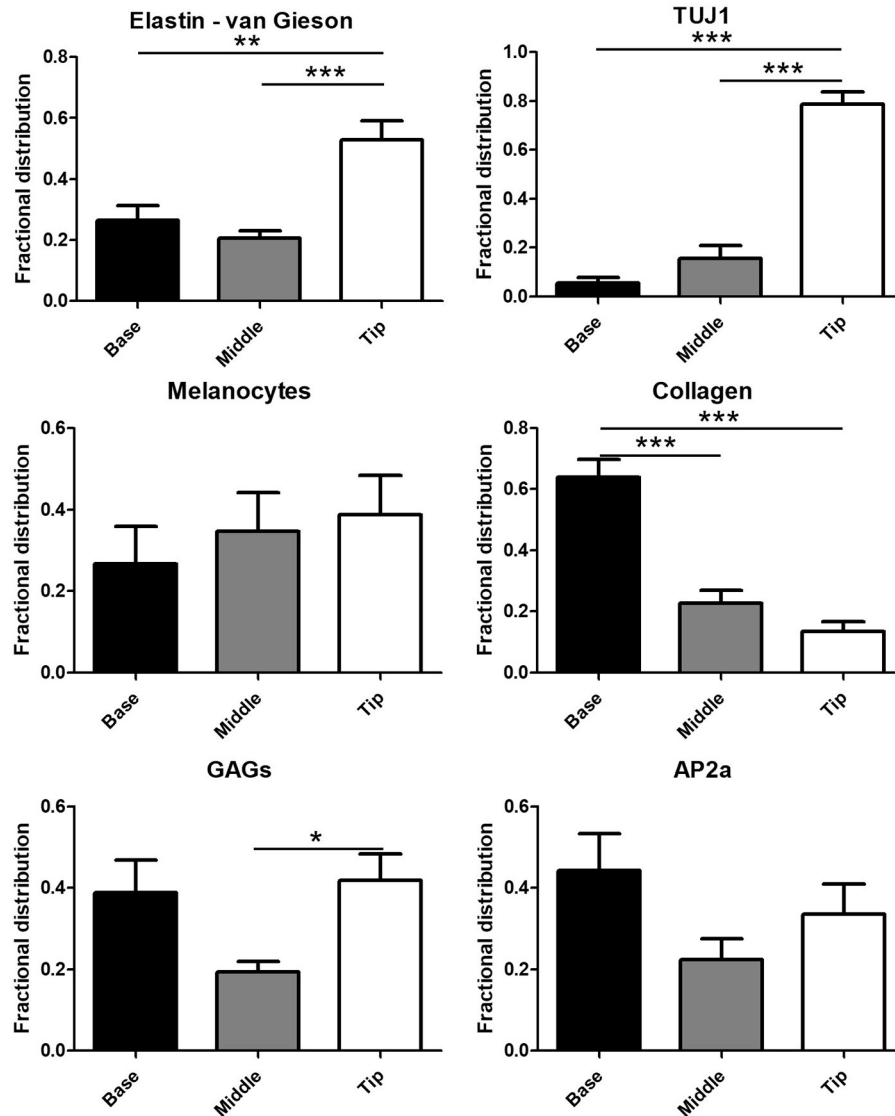 Elastin - van Gieson
**
***
Fractional distribution
0.8
0.6
0.4
0.2
0.0
Base
Middle
Tip
TUJ1
***
***
Fractional distribution
1.0
0.8
0.6
0.4
0.2
0.0
Base
Middle
Tip
Melanocytes
Fractional distribution
0.6
0.4
0.2
0.0
Base
Middle
Tip
Collagen
***
***
Fractional distribution
0.8
0.6
0.4
0.2
0.0
Base
Middle
Tip
GAGs
*
Fractional distribution
0.6
0.4
0.2
0.0
Base
Middle
Tip
AP2a
Fractional distribution
0.6
0.4
0.2
0.0
Base
Middle
Tip